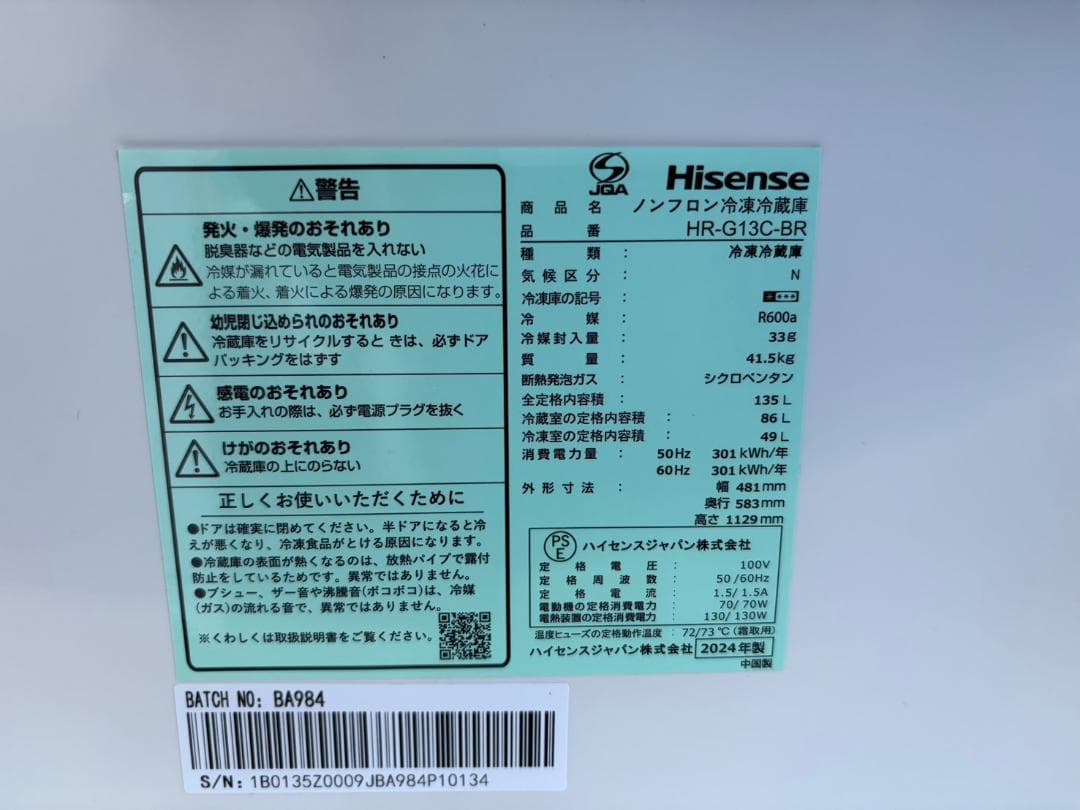 ⚠警告
発火・爆発のおそれあり
脱臭器などの電気製品を入れない
冷媒が漏れていると電気製品の接点の火花に
よる着火、着火による爆発の原因になります。
幼児閉じ込められのおそれあり
冷蔵庫をリサイクルすると きは、必ずドア
パッキングをはずす
感電のおそれあり
お手入れの際は、必ず電源プラグを抜く
けがのおそれあり
冷蔵庫の上にのらない
正しくお使いいただくために
●ドアは確実に閉めてください。半ドアになると冷
えが悪くなり、冷凍食品がとける原因になります。
●冷蔵庫の表面が熱くなるのは、放熱パイプで露付
防止をしているためです。異常ではありません。
●プシュー、ザー音や沸騰音(ボコボコ)は、冷媒
(ガス)の流れる音で、異常ではありません。
※くわしくは取扱説明書をご覧ください。
JQA Hisense
商品名 ノンフロン冷凍冷蔵庫
品番 HR-G13C-BR
種類 : 冷凍冷蔵庫
気候区分 : N
冷凍庫の記号 : ****
冷媒 : R600a
冷媒封入量 : 33g
質量 : 41.5kg
断熱発泡ガス : シクロペンタン
全定格内容積 : 135 L
冷蔵室の定格内容積 : 86 L
冷凍室の定格内容積 : 49 L
消費電力量 : 50Hz 301 kWh/年
60Hz 301 kWh/年
外形寸法 : 幅 481mm
奥行 583mm
高さ 1129mm
PSE ハイセンスジャパン株式会社
定格電圧 : 100V
定格周波数 : 50/60Hz
定格電流 : 1.5/1.5A
電動機の定格消費電力 : 70/70W
電熱装置の定格消費電力 : 130/130W
温度ヒューズの定格動作温度 : 72/73℃(霜取用)
ハイセンスジャパン株式会社 2024年製
中国製
BATCH NO: BA984
S/N: 1B0135Z0009JBA984P10134